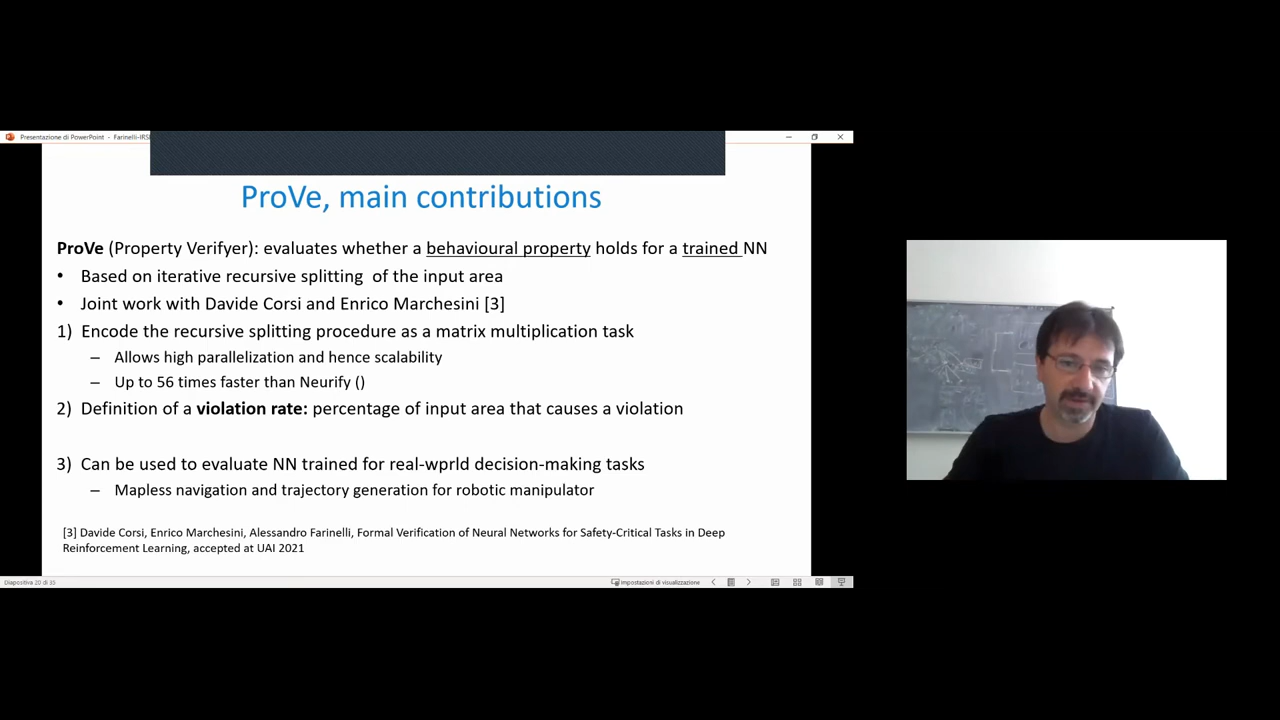 Presentazione di PowerPoint - Farinelli-IRSL
ProVe, main contributions
ProVe (Property Verifyer): evaluates whether a behavioural property holds for a trained NN
• Based on iterative recursive splitting of the input area
• Joint work with Davide Corsi and Enrico Marchesini [3]
1) Encode the recursive splitting procedure as a matrix multiplication task
– Allows high parallelization and hence scalability
– Up to 56 times faster than Neurify ()
2) Definition of a violation rate: percentage of input area that causes a violation
3) Can be used to evaluate NN trained for real-wprld decision-making tasks
– Mapless navigation and trajectory generation for robotic manipulator
[3] Davide Corsi, Enrico Marchesini, Alessandro Farinelli, Formal Verification of Neural Networks for Safety-Critical Tasks in Deep
Reinforcement Learning, accepted at UAI 2021
Diapositiva 20 di 35
Impostazioni di visualizzazione